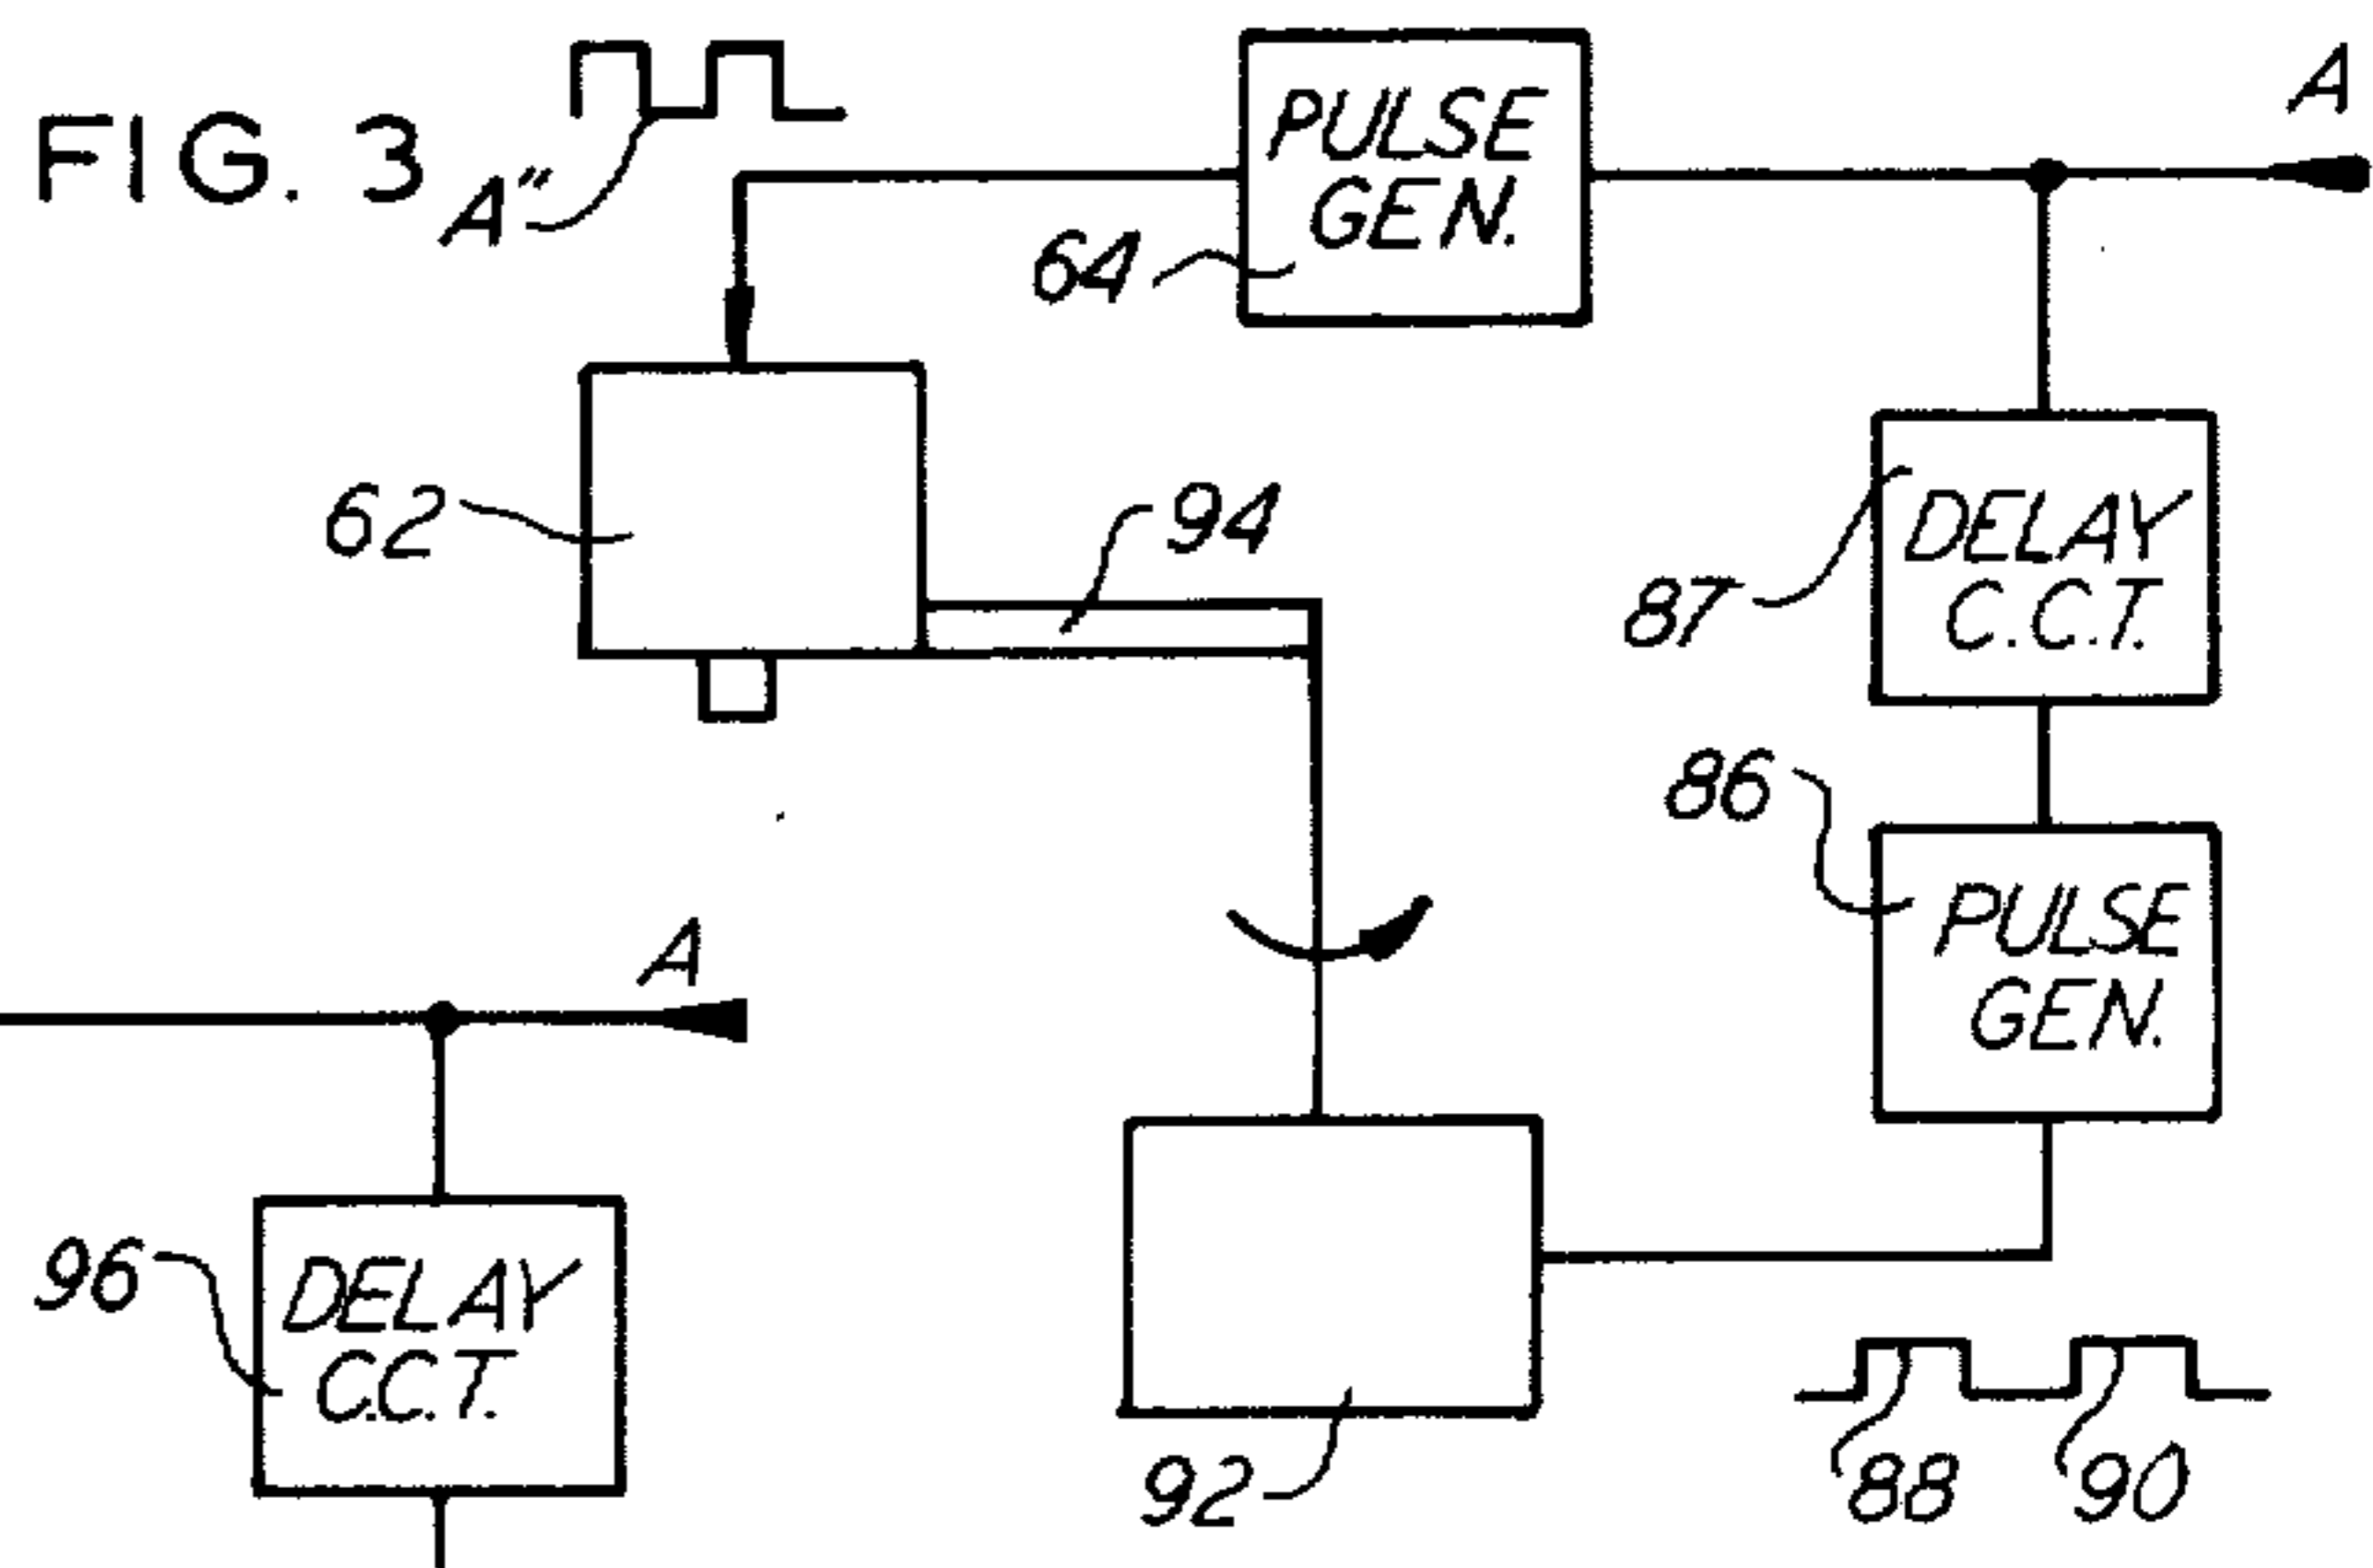 FIG. 3
A"
PULSE
GEN.
A
64
62
94
DELAY
C.C.T.
87
86
PULSE
GEN.
A
96
DELAY
C.C.T.
92
88
90